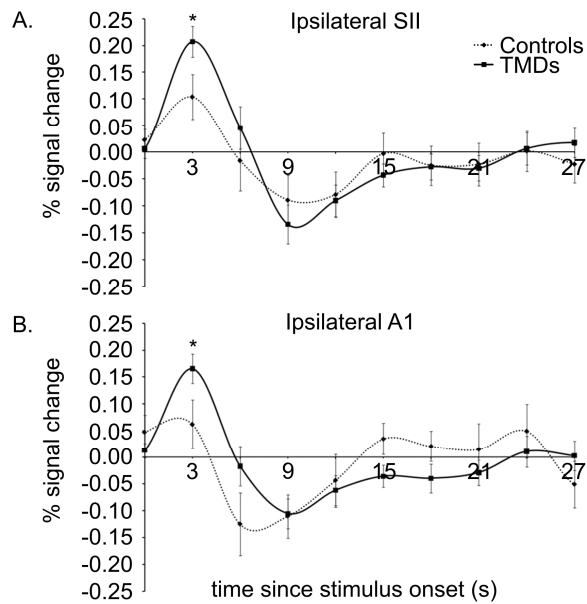 A.
Ipsilateral SII
Controls
TMDs
% signal change
0.25
0.20
*
0.15
0.10
0.05
0.00
3 9 15 21 27
-0.05
-0.10
-0.15
-0.20
-0.25
B.
Ipsilateral A1
% signal change
0.25
0.20
*
0.15
0.10
0.05
0.00
3 9 15 21 27
-0.05
-0.10
-0.15
-0.20
-0.25
time since stimulus onset (s)